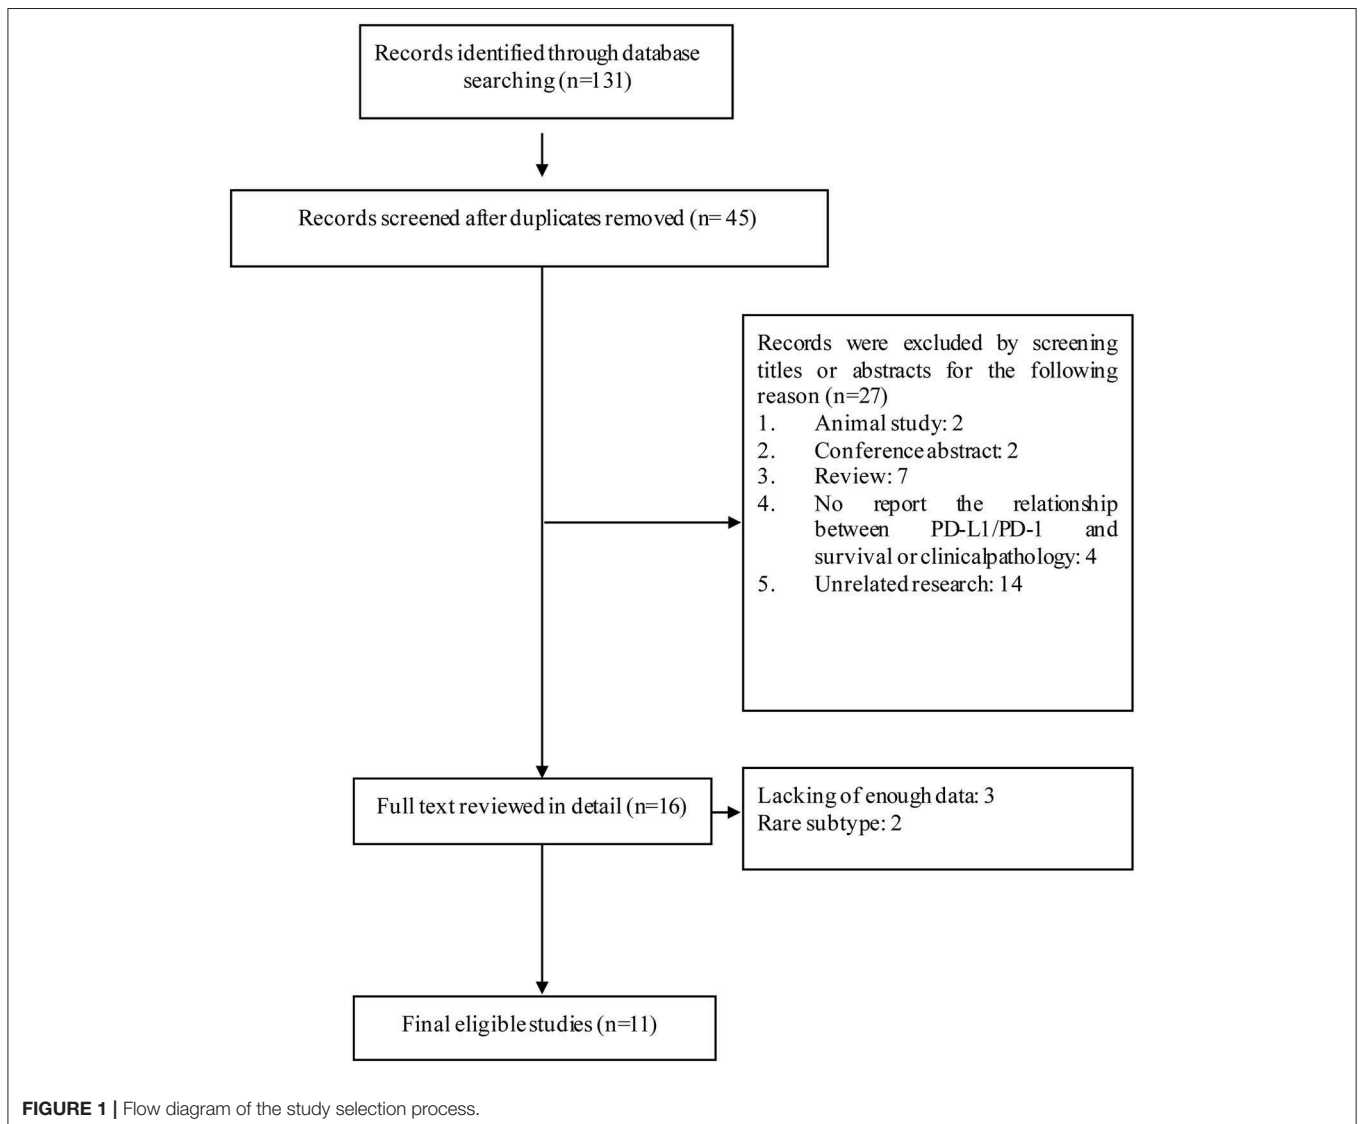 Records identified through database
searching (n=131)
Records screened after duplicates removed (n= 45)
Records were excluded by screening
titles or abstracts for the following
reason (n=27)
1. Animal study: 2
2. Conference abstract: 2
3. Review: 7
4. No report the relationship
between PD-L1/PD-1 and
survival or clinicalpathology: 4
5. Unrelated research: 14
Full text reviewed in detail (n=16)
Lacking of enough data: 3
Rare subtype: 2
Final eligible studies (n=11)
FIGURE 1 | Flow diagram of the study selection process.